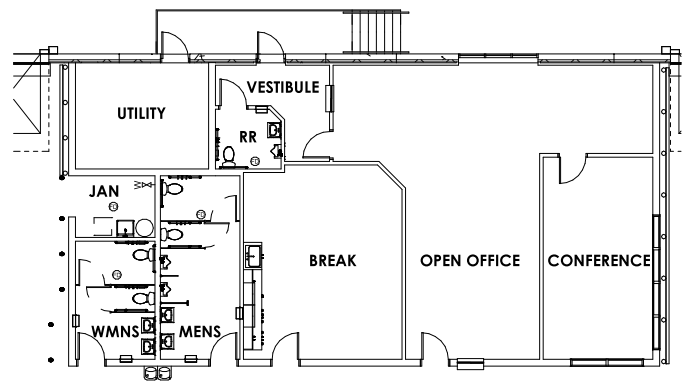 VESTIBULE
UTILITY
RR
JAN
BREAK
OPEN OFFICE
CONFERENCE
WMNS
MENS